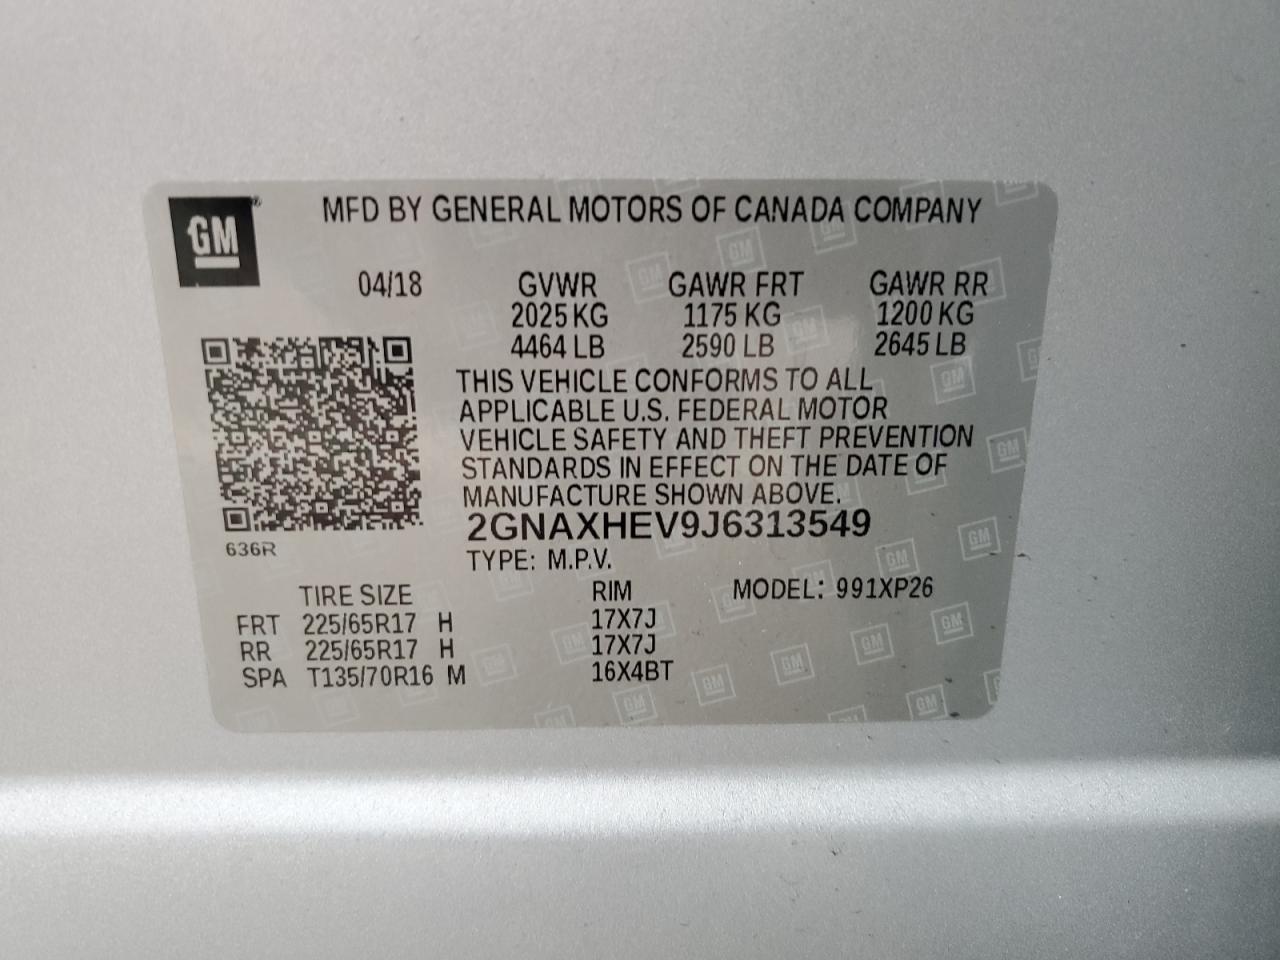 GM ® MFD BY GENERAL MOTORS OF CANADA COMPANY
04/18 GVWR GAWR FRT GAWR RR
2025 KG 1175 KG 1200 KG
4464 LB 2590 LB 2645 LB
THIS VEHICLE CONFORMS TO ALL
APPLICABLE U.S. FEDERAL MOTOR
VEHICLE SAFETY AND THEFT PREVENTION
STANDARDS IN EFFECT ON THE DATE OF
MANUFACTURE SHOWN ABOVE.
2GNAXHEV9J6313549
636R
TYPE: M.P.V.
TIRE SIZE RIM MODEL: 991XP26
FRT 225/65R17 H 17X7J
RR 225/65R17 H 17X7J
SPA T135/70R16 M 16X4BT